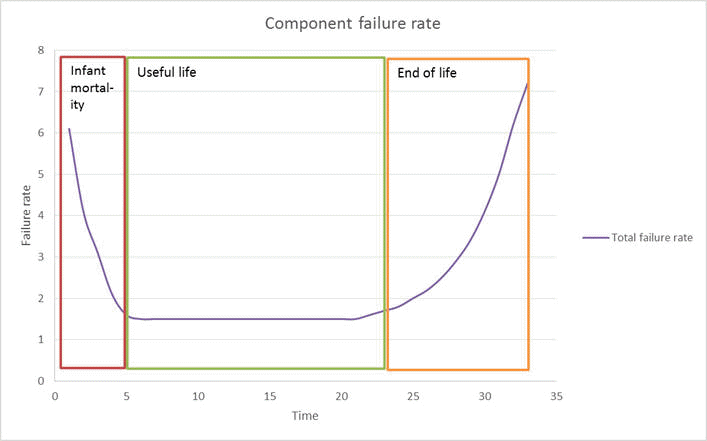 Component failure rate
8
7
6
5
4
3
2
1
0
Failure rate
Infant
mortal-
ity
Useful life
End of life
Total failure rate
0 5 10 15 20 25 30 35
Time